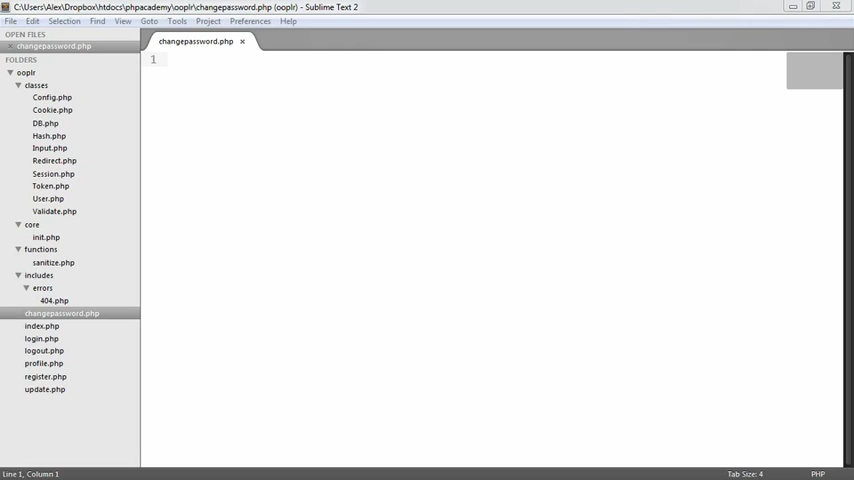 C:\Users\Alex\Dropbox\htdocs\phpacademy\ooplr\changepassword.php (ooplr) - Sublime Text 2
File Edit Selection Find View Goto Tools Project Preferences Help
OPEN FILES
× changepassword.php
FOLDERS
ooplr
classes
Config.php
Cookie.php
DB.php
Hash.php
Input.php
Redirect.php
Session.php
Token.php
User.php
Validate.php
core
init.php
functions
sanitize.php
includes
errors
404.php
changepassword.php
index.php
login.php
logout.php
profile.php
register.php
update.php
changepassword.php ×
1
Line 1, Column 1 Tab Size: 4 PHP